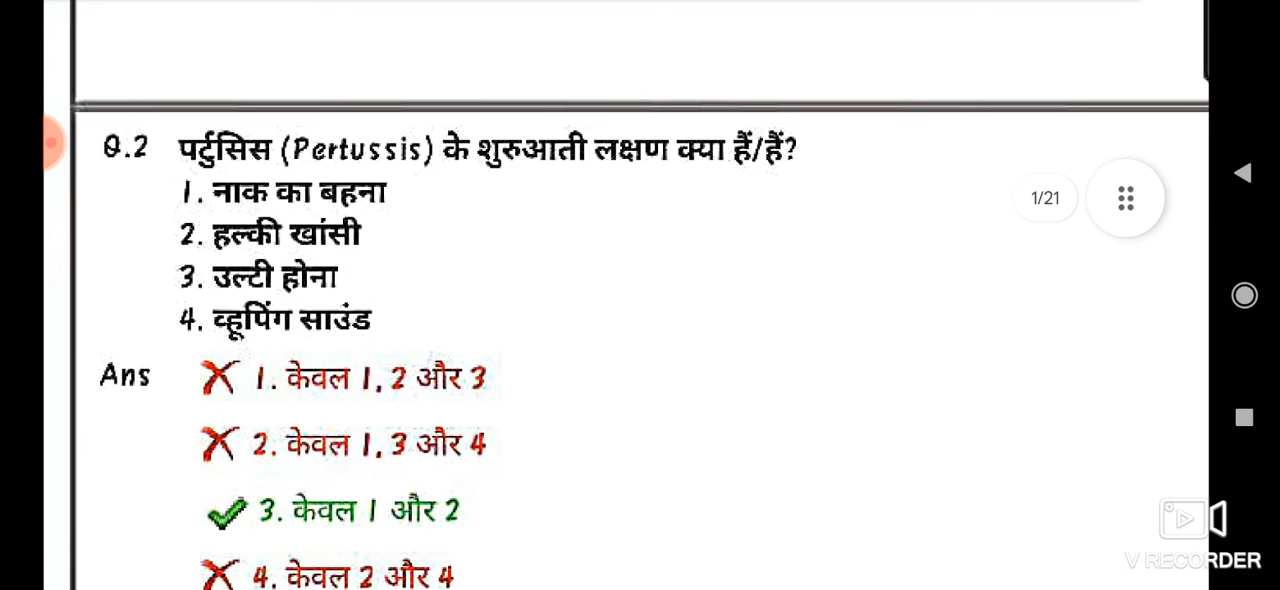 Q.2 पर्टुसिस (Pertussis) के शुरुआती लक्षण क्या हैं/हैं?
1. नाक का बहना
1/21
2. हल्की खांसी
3. उल्टी होना
4. व्हूपिंग साउंड
Ans 1. केवल 1, 2 और 3
2. केवल 1, 3 और 4
3. केवल 1 और 2
4. केवल 2 और 4
V RECORDER